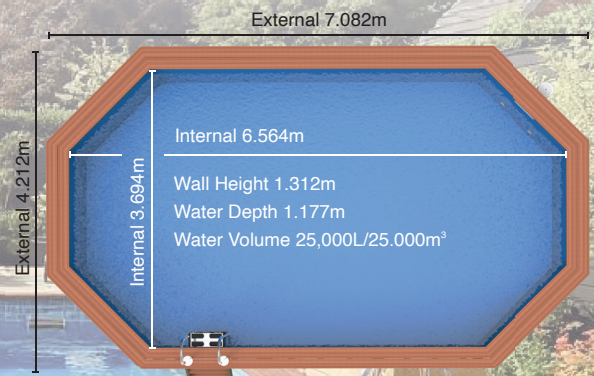 External 7.082m
External 4.212m
Internal 6.564m
Internal 3.694m
Wall Height 1.312m
Water Depth 1.177m
Water Volume 25,000L/25.000m³